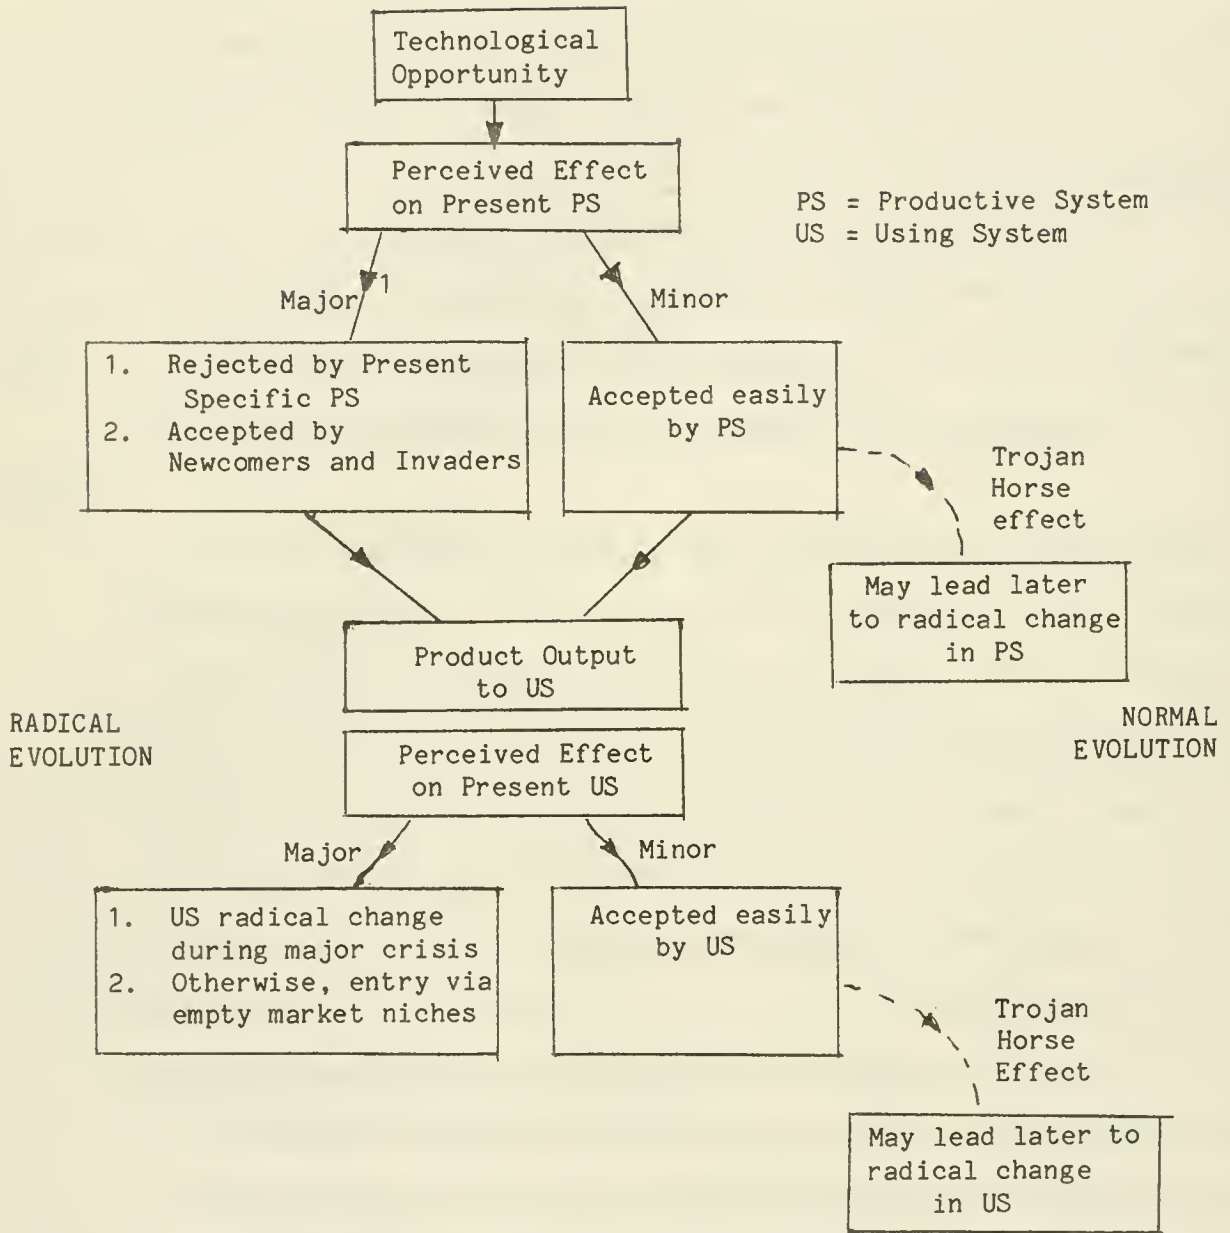 Technological
Opportunity
Perceived Effect
on Present PS
PS = Productive System
US = Using System
Major 1
Minor
1. Rejected by Present
Specific PS
2. Accepted by
Newcomers and Invaders
Accepted easily
by PS
Trojan
Horse
effect
May lead later
to radical change
in PS
Product Output
to US
RADICAL
EVOLUTION
NORMAL
EVOLUTION
Perceived Effect
on Present US
Major
Minor
1. US radical change
during major crisis
2. Otherwise, entry via
empty market niches
Accepted easily
by US
Trojan
Horse
Effect
May lead later to
radical change
in US